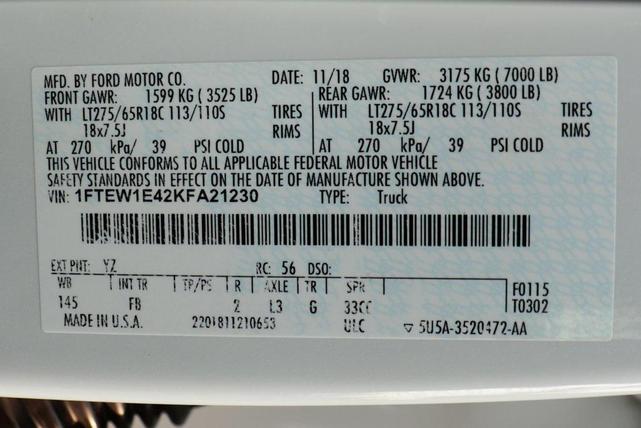 MFD. BY FORD MOTOR CO. DATE: 11/18 GVWR: 3175 KG ( 7000 LB)
FRONT GAWR: 1599 KG ( 3525 LB) REAR GAWR: 1724 KG ( 3800 LB)
WITH LT275/65R18C 113/110S TIRES LT275/65R18C 113/110S TIRES
18x7.5J RIMS 18x7.5J RIMS
AT 270 kPa/ 39 PSI COLD AT 270 kPa/ 39 PSI COLD
THIS VEHICLE CONFORMS TO ALL APPLICABLE FEDERAL MOTOR VEHICLE
SAFETY STANDARDS IN EFFECT ON THE DATE OF MANUFACTURE SHOWN ABOVE.
VIN: 1FTEW1E42KFA21230 TYPE: Truck
EXT PNT: YZ RC: 56 DSO:
WB INT TR TP/PS R AXLE TR SPR F0115
145 FB 2 L3 G T0302
MADE IN U.S.A. 2201811210653 ULC ▽ 5U5A-3520472-AA